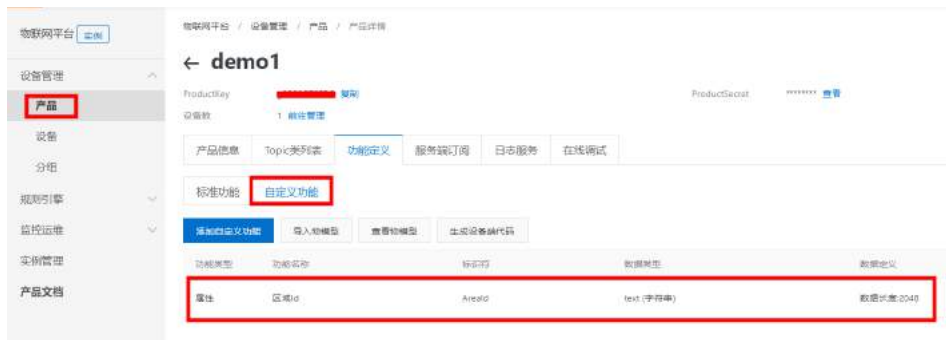 物联网平台 实例
物联网平台 / 设备管理 / 产品 / 产品详情
← demo1
设备管理
ProductKey 复制 ProductSecret ******** 查看
产品
设备数 1 前往管理
设备
产品信息 Topic类列表 功能定义 服务端订阅 日志服务 在线调试
分组
标准功能 自定义功能
规则引擎
监控运维
添加自定义功能 导入物模型 查看物模型 生成设备端代码
实例管理
功能类型 功能名称 标识符 数据类型 数据定义
产品文档
属性 区域Id AreaId text (字符串) 数据长度:2048